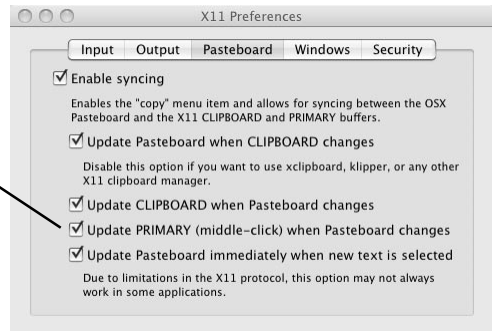 X11 Preferences
Input Output Pasteboard Windows Security
Enable syncing
Enables the "copy" menu item and allows for syncing between the OSX
Pasteboard and the X11 CLIPBOARD and PRIMARY buffers.
Update Pasteboard when CLIPBOARD changes
Disable this option if you want to use xclipboard, klipper, or any other
X11 clipboard manager.
Update CLIPBOARD when Pasteboard changes
Update PRIMARY (middle-click) when Pasteboard changes
Update Pasteboard immediately when new text is selected
Due to limitations in the X11 protocol, this option may not always
work in some applications.